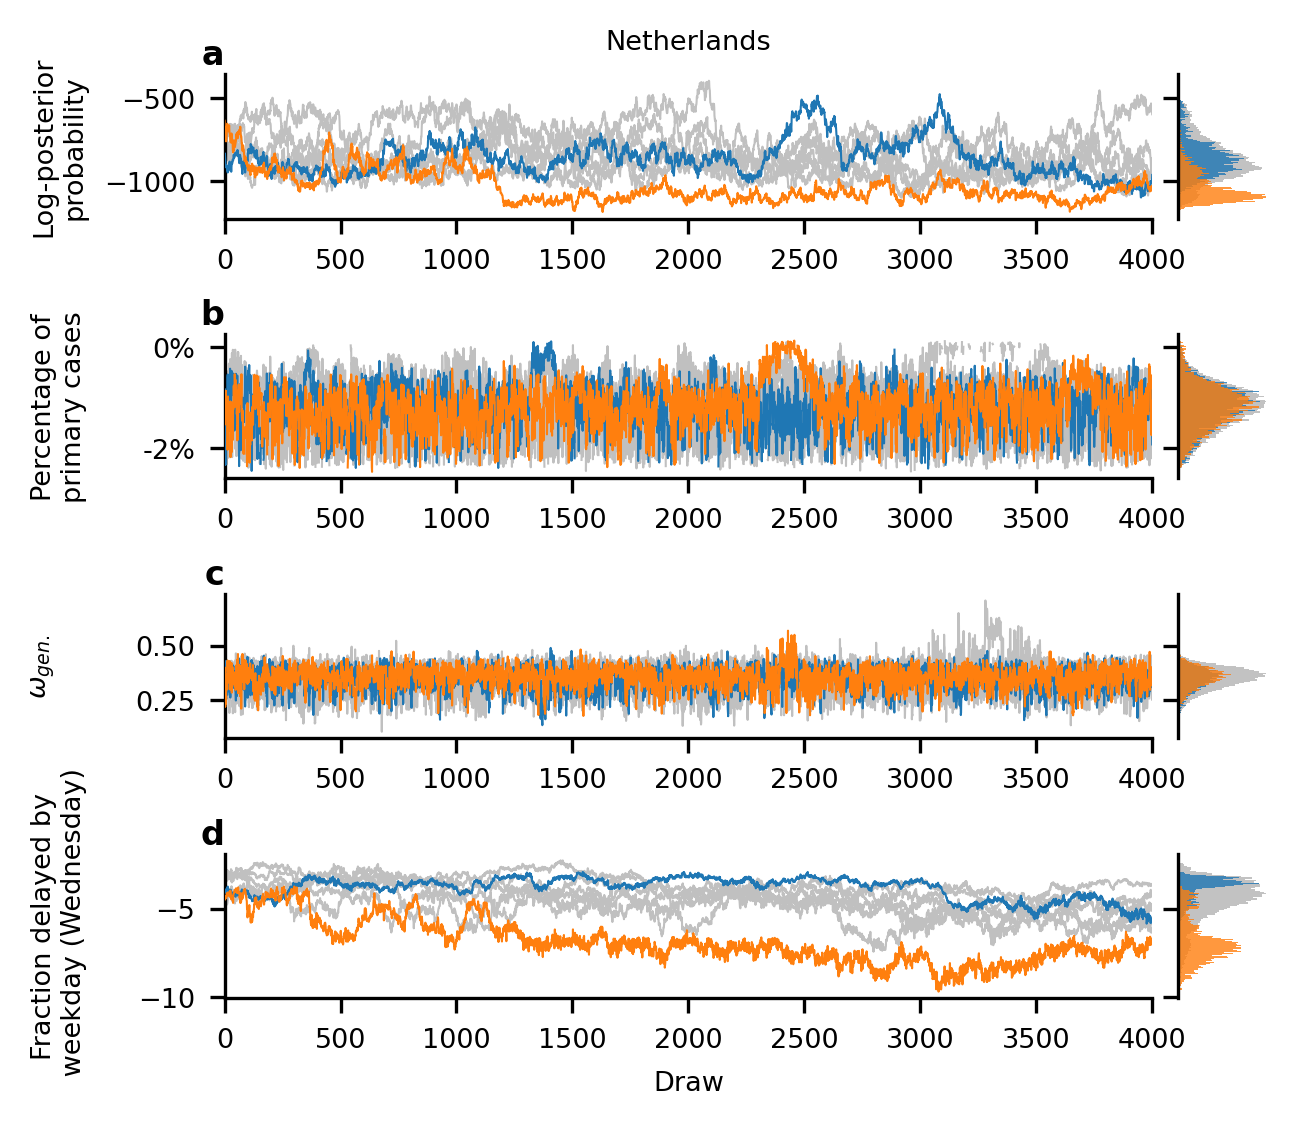 Netherlands
a
Log-posterior
probability
−500
−1000
0 500 1000 1500 2000 2500 3000 3500 4000
b
Percentage of
primary cases
0%
-2%
0 500 1000 1500 2000 2500 3000 3500 4000
c
ω_gen.
0.50
0.25
0 500 1000 1500 2000 2500 3000 3500 4000
d
Fraction delayed by
weekday (Wednesday)
−5
−10
0 500 1000 1500 2000 2500 3000 3500 4000
Draw